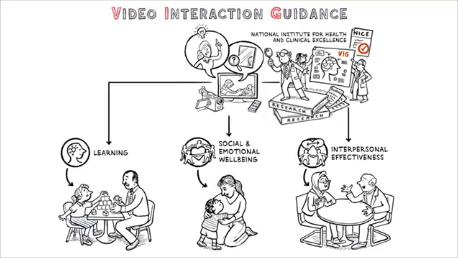 VIDEO INTERACTION GUIDANCE
NATIONAL INSTITUTE FOR HEALTH
AND CLINICAL EXCELLENCE
NICE
VIG
RESEARCH
RESEARCH
LEARNING
SOCIAL &
EMOTIONAL
WELLBEING
INTERPERSONAL
EFFECTIVENESS